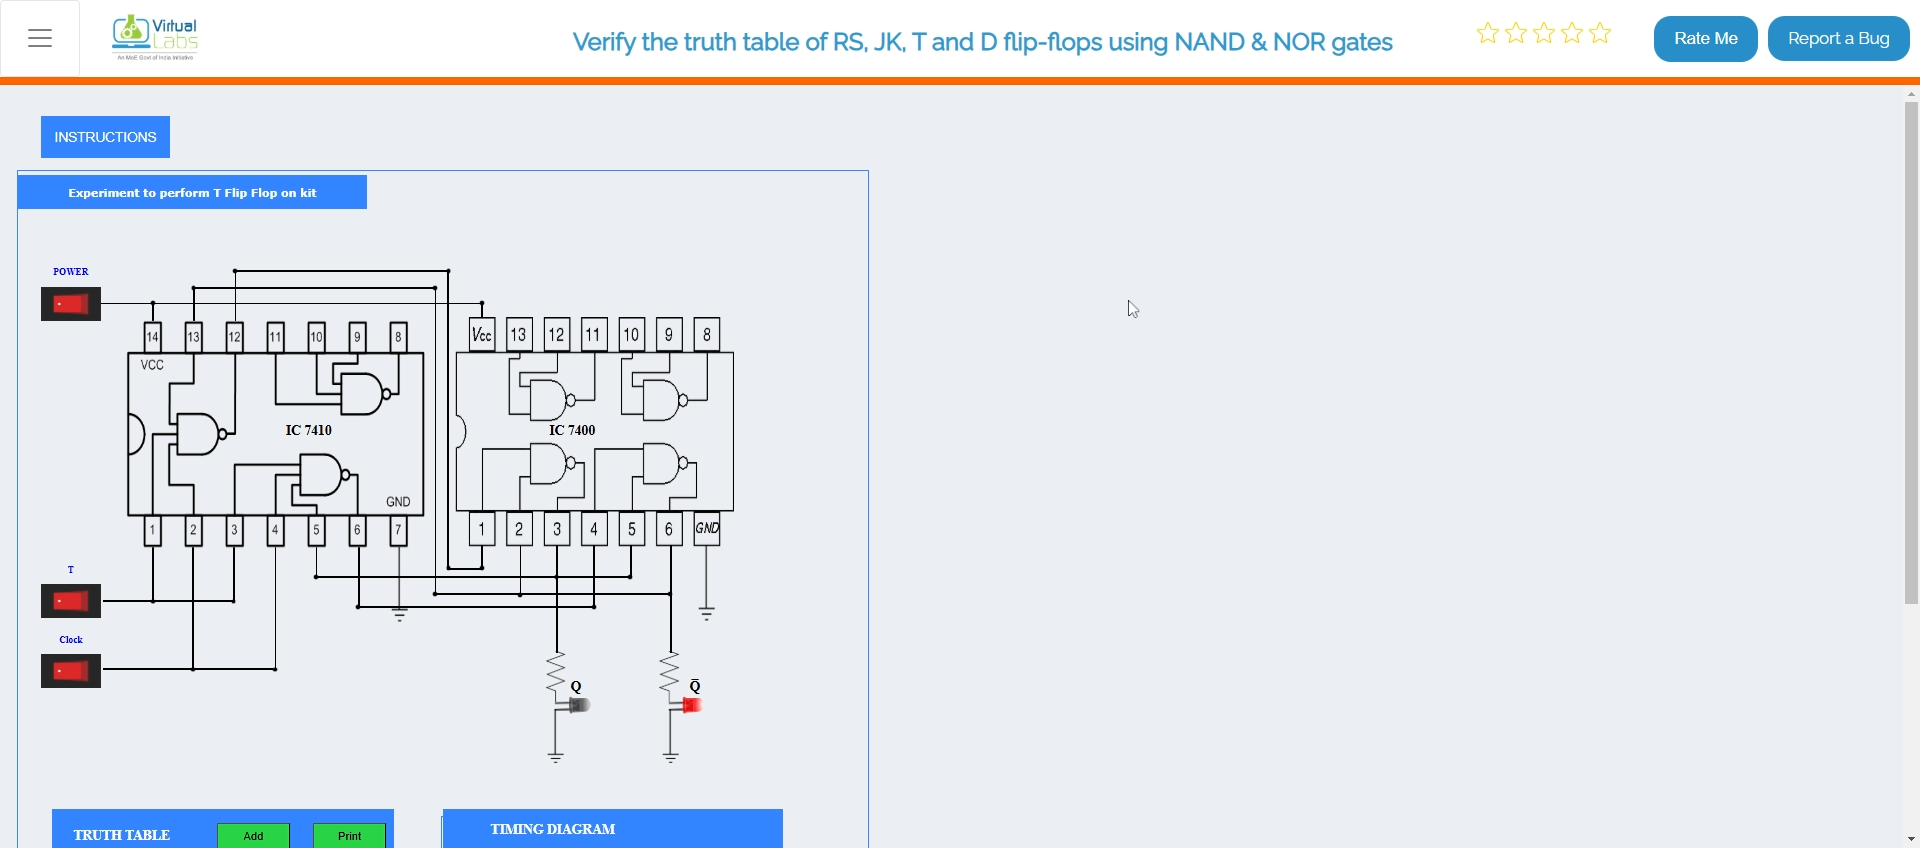 Virtual
Labs
An MoE Govt of India Initiative
Verify the truth table of RS, JK, T and D flip-flops using NAND & NOR gates
Rate Me
Report a Bug
INSTRUCTIONS
Experiment to perform T Flip Flop on kit
POWER
14 13 12 11 10 9 8
Vcc 13 12 11 10 9 8
VCC
IC 7410
IC 7400
GND
1 2 3 4 5 6 7
1 2 3 4 5 6 GND
T
Clock
Q
Q̅
TRUTH TABLE
Add
Print
TIMING DIAGRAM